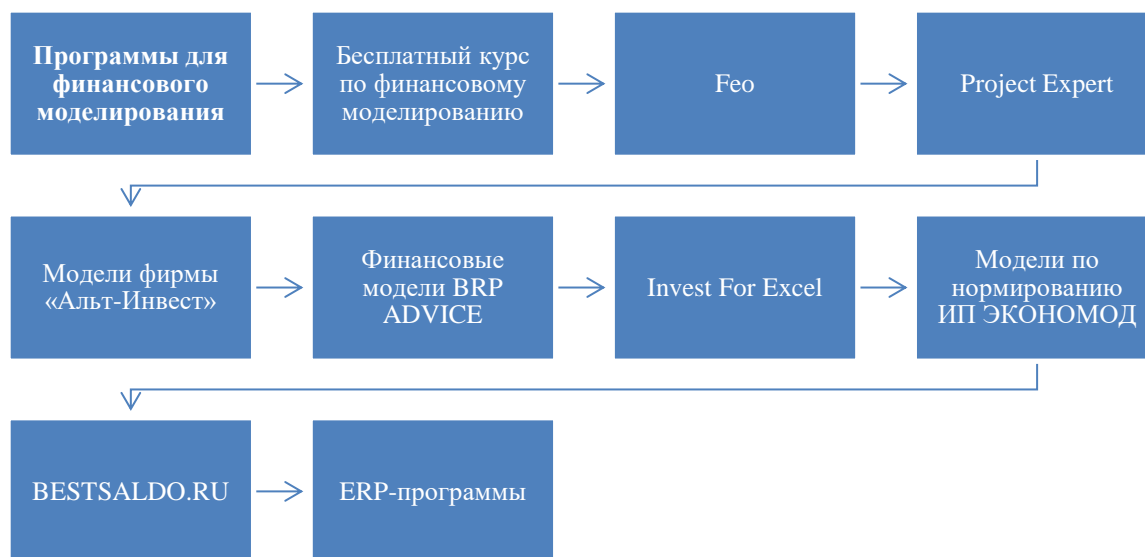 Программы для
финансового
моделирования
Бесплатный курс
по финансовому
моделированию
Feo
Project Expert
Модели фирмы
«Альт-Инвест»
Финансовые
модели BRP
ADVICE
Invest For Excel
Модели по
нормированию
ИП ЭКОНОМОД
BESTSALDO.RU
ERP-программы